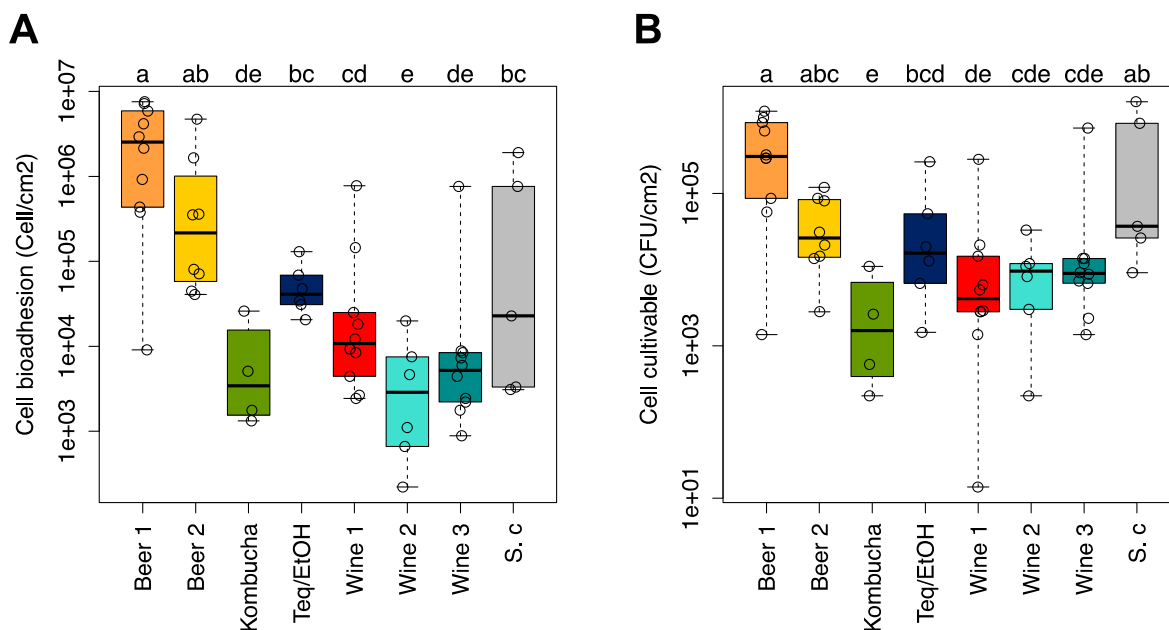 A
a ab de bc cd e de bc
Cell bioadhesion (Cell/cm2)
1e+07
1e+06
1e+05
1e+04
1e+03
Beer 1
Beer 2
Kombucha
Teq/EtOH
Wine 1
Wine 2
Wine 3
S. c
B
a abc e bcd de cde cde ab
Cell cultivable (CFU/cm2)
1e+05
1e+03
1e+01
Beer 1
Beer 2
Kombucha
Teq/EtOH
Wine 1
Wine 2
Wine 3
S. c